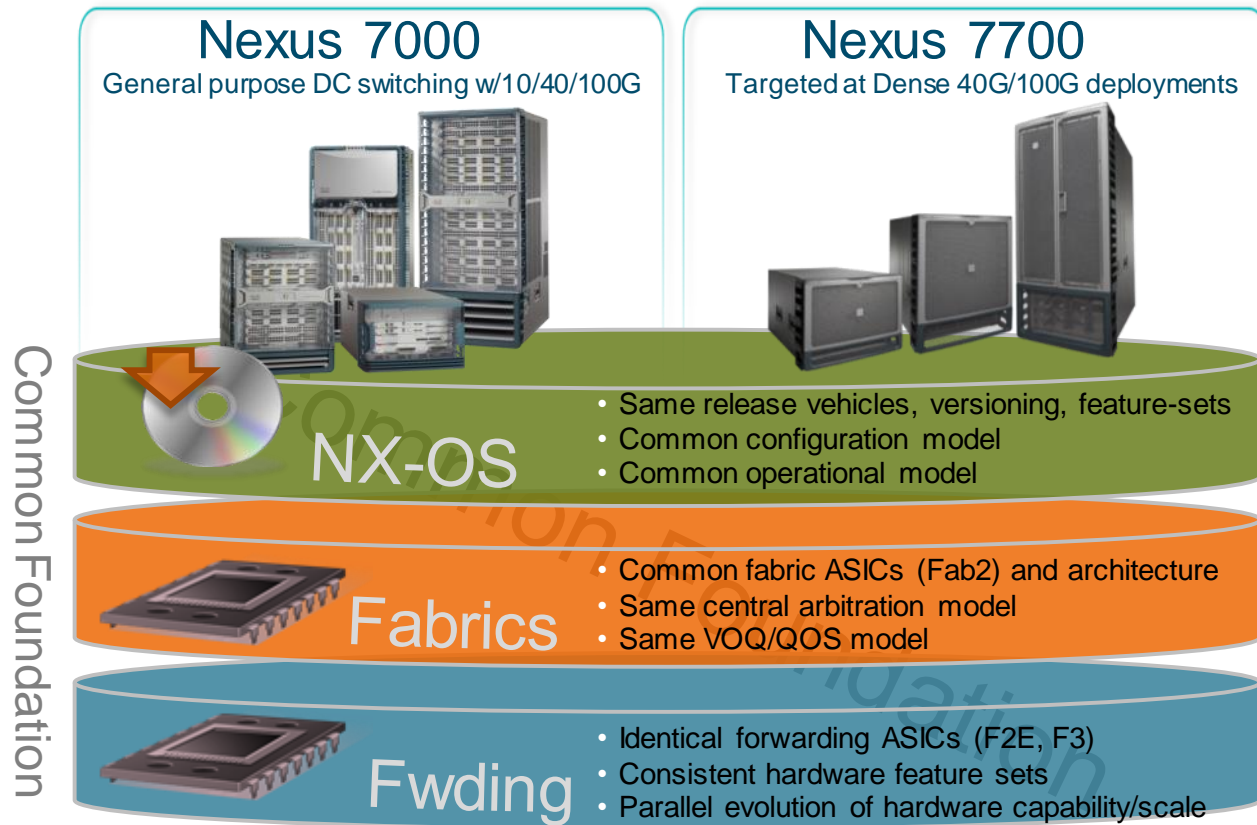 Nexus 7000
General purpose DC switching w/10/40/100G
Nexus 7700
Targeted at Dense 40G/100G deployments
Common Foundation
Common Foundation
NX-OS
• Same release vehicles, versioning, feature-sets
• Common configuration model
• Common operational model
Fabrics
• Common fabric ASICs (Fab2) and architecture
• Same central arbitration model
• Same VOQ/QOS model
Fwding
• Identical forwarding ASICs (F2E, F3)
• Consistent hardware feature sets
• Parallel evolution of hardware capability/scale